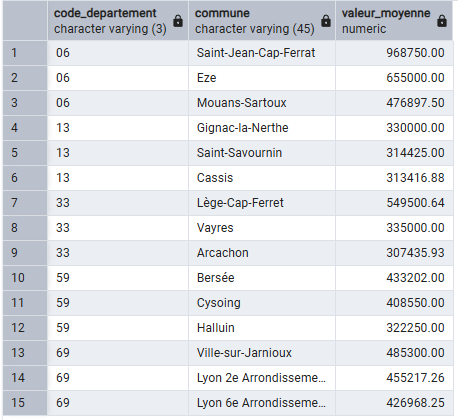 code_departement commune valeur_moyenne
character varying (3) character varying (45) numeric
1 06 Saint-Jean-Cap-Ferrat 968750.00
2 06 Eze 655000.00
3 06 Mouans-Sartoux 476897.50
4 13 Gignac-la-Nerthe 330000.00
5 13 Saint-Savournin 314425.00
6 13 Cassis 313416.88
7 33 Lège-Cap-Ferret 549500.64
8 33 Vayres 335000.00
9 33 Arcachon 307435.93
10 59 Bersée 433202.00
11 59 Cysoing 408550.00
12 59 Halluin 322250.00
13 69 Ville-sur-Jarnioux 485300.00
14 69 Lyon 2e Arrondisseme... 455217.26
15 69 Lyon 6e Arrondisseme... 426968.25